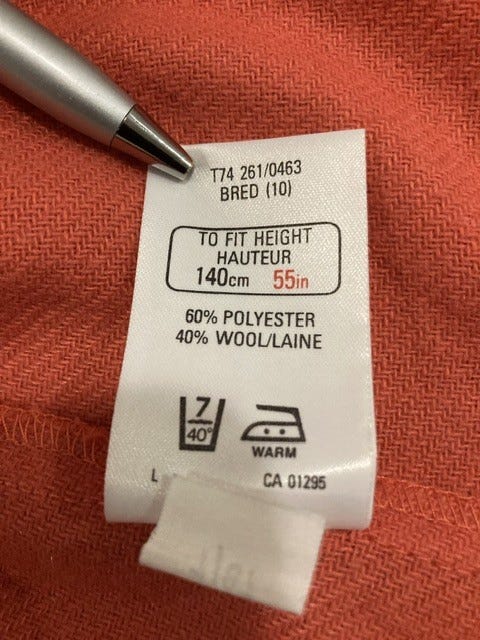 T74 261/0463
BRED (10)
TO FIT HEIGHT
HAUTEUR
140cm 55in
60% POLYESTER
40% WOOL/LAINE
7
40°
WARM
L CA 01295